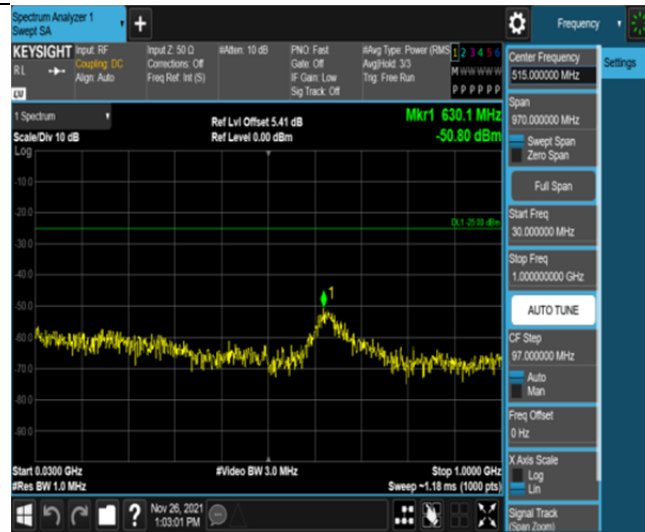 Spectrum Analyzer 1
Swept SA
+
Frequency
KEYSIGHT
RL
Input: RF
Coupling: DC
Align: Auto
Input Z: 50 Ω
Corrections: Off
Freq Ref: Int (S)
#Atten: 10 dB
PNO: Fast
Gate: Off
IF Gain: Low
Sig Track: Off
#Avg Type: Power (RMS
Avg|Hold: 3/3
Trig: Free Run
1 2 3 4 5 6
M W W W W W
P P P P P P
1 Spectrum
Scale/Div 10 dB
Log
Ref Lvl Offset 5.41 dB
Ref Level 0.00 dBm
Mkr1 630.1 MHz
-50.80 dBm
-10.0
-20.0
DL1 -25.00 dBm
-30.0
-40.0
1
-50.0
-60.0
-70.0
-80.0
-90.0
Start 0.0300 GHz
#Res BW 1.0 MHz
#Video BW 3.0 MHz
Stop 1.0000 GHz
Sweep ~1.18 ms (1000 pts)
Center Frequency
515.000000 MHz
Span
970.000000 MHz
Swept Span
Zero Span
Full Span
Start Freq
30.000000 MHz
Stop Freq
1.000000000 GHz
AUTO TUNE
CF Step
97.000000 MHz
Auto
Man
Freq Offset
0 Hz
X Axis Scale
Log
Lin
Signal Track
(Span Zoom)
Settings
?
Nov 26, 2021
1:03:01 PM